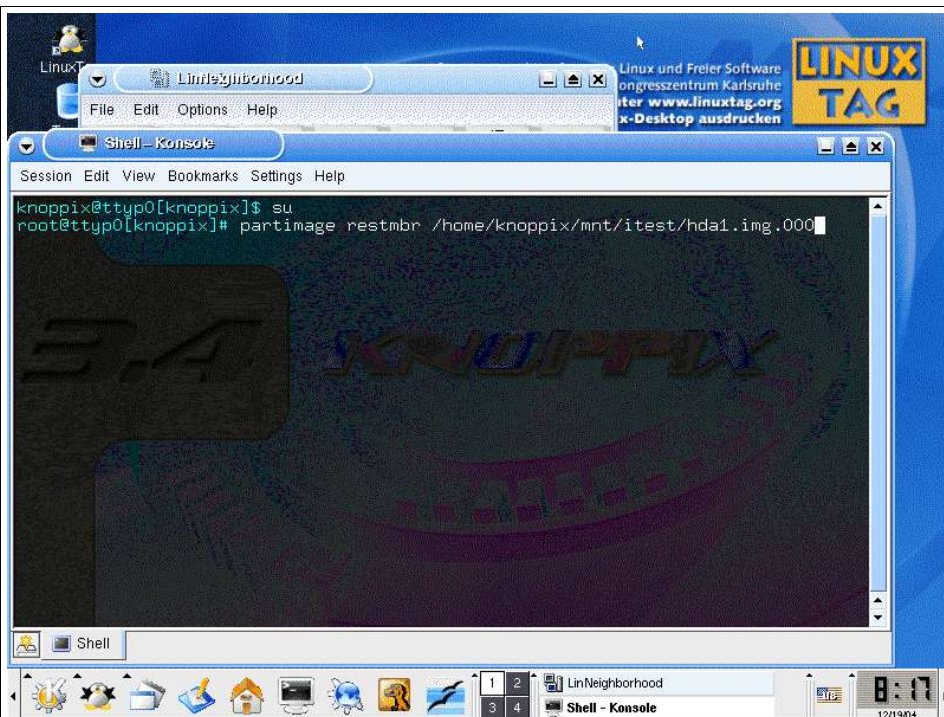 LinuxT
LinNeighborhood
File Edit Options Help
Linux und Freier Software
ongresszentrum Karlsruhe
ter www.linuxtag.org
x-Desktop ausdrucken
LINUX
TAG
Shell – Konsole
Session Edit View Bookmarks Settings Help
knoppix@ttyp0[knoppix]$ su
root@ttyp0[knoppix]# partimage restmbr /home/knoppix/mnt/itest/hda1.img.000
3.4 KNOPPIX
Shell
1 2
3 4
LinNeighborhood
Shell - Konsole
8:17
12/19/04